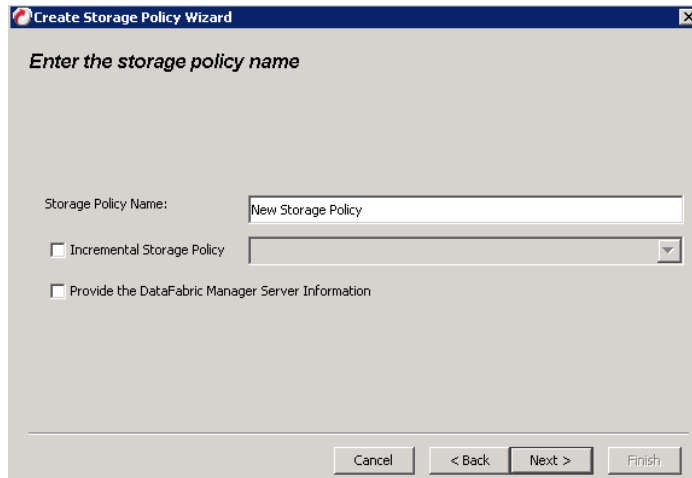 Create Storage Policy Wizard
Enter the storage policy name
Storage Policy Name: New Storage Policy
Incremental Storage Policy
Provide the DataFabric Manager Server Information
Cancel < Back Next > Finish